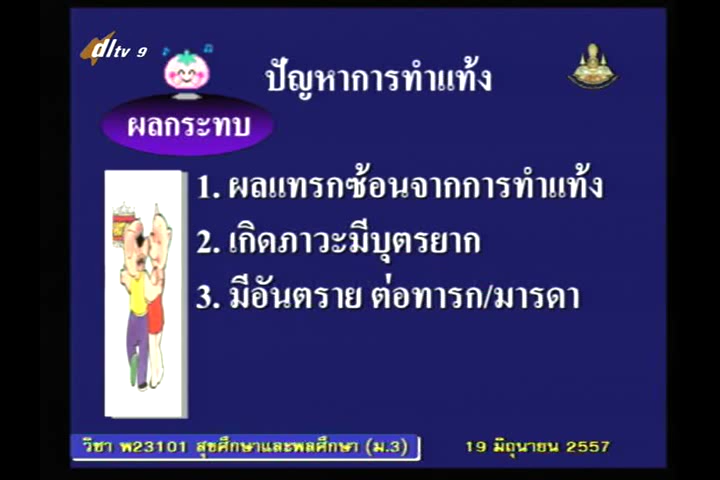 dltv 9
ปัญหาการทำแท้ง
ผลกระทบ
1. ผลแทรกซ้อนจากการทำแท้ง
2. เกิดภาวะมีบุตรยาก
3. มีอันตราย ต่อทารก/มารดา
วิชา พ23101 สุขศึกษาและพลศึกษา (ม.3)
19 มิถุนายน 2557